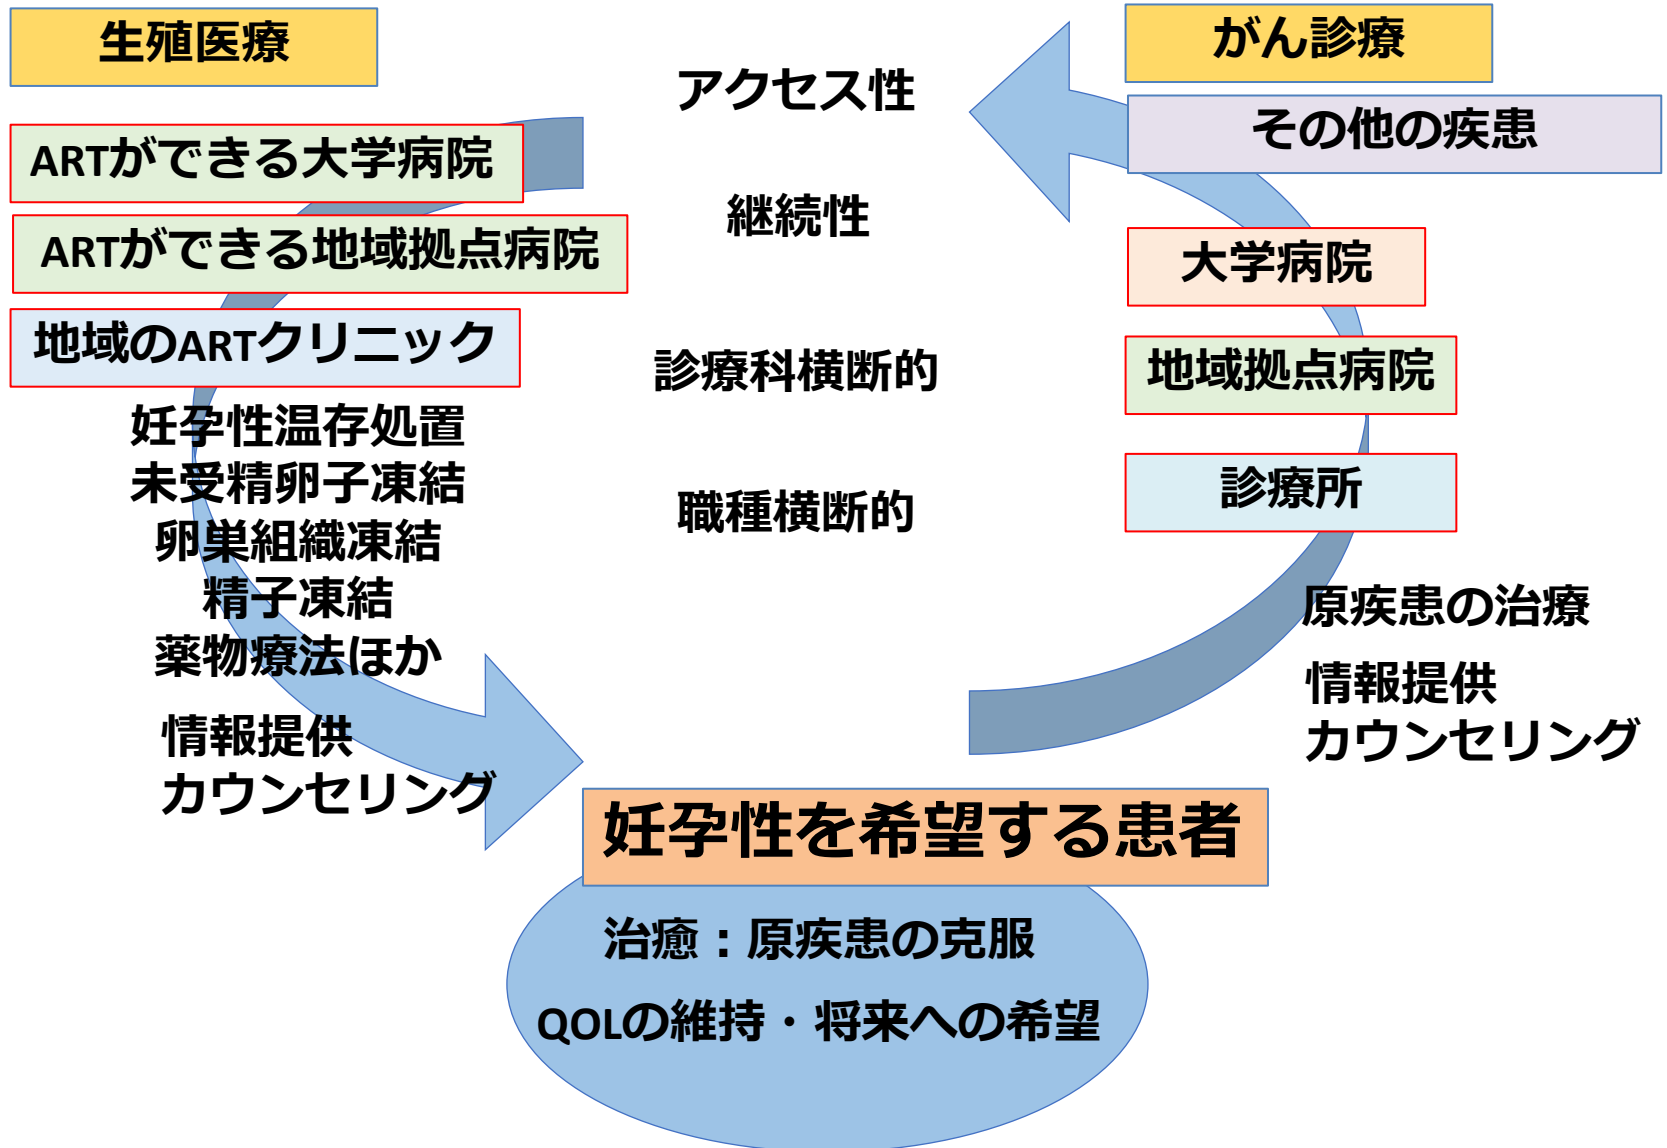 生殖医療
ARTができる大学病院
ARTができる地域拠点病院
地域のARTクリニック
妊孕性温存処置
未受精卵子凍結
卵巣組織凍結
精子凍結
薬物療法ほか
情報提供
カウンセリング
アクセス性
継続性
診療科横断的
職種横断的
がん診療
その他の疾患
大学病院
地域拠点病院
診療所
原疾患の治療
情報提供
カウンセリング
妊孕性を希望する患者
治癒：原疾患の克服
QOLの維持・将来への希望